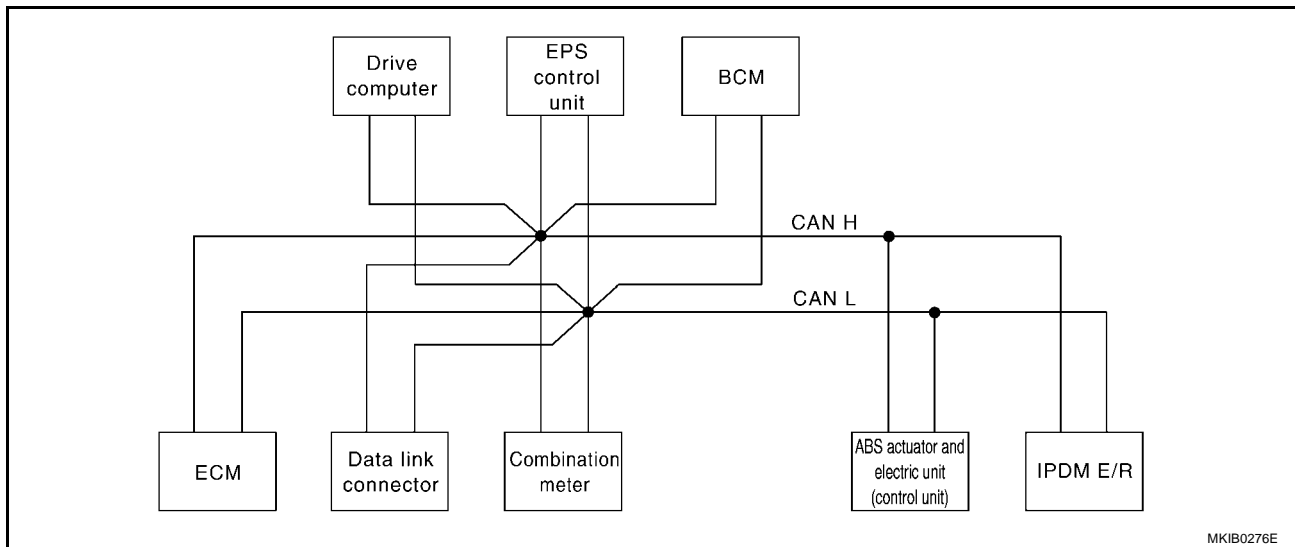 Drive
computer
EPS
control
unit
BCM
CAN H
CAN L
ECM
Data link
connector
Combination
meter
ABS actuator and
electric unit
(control unit)
IPDM E/R
MKIB0276E